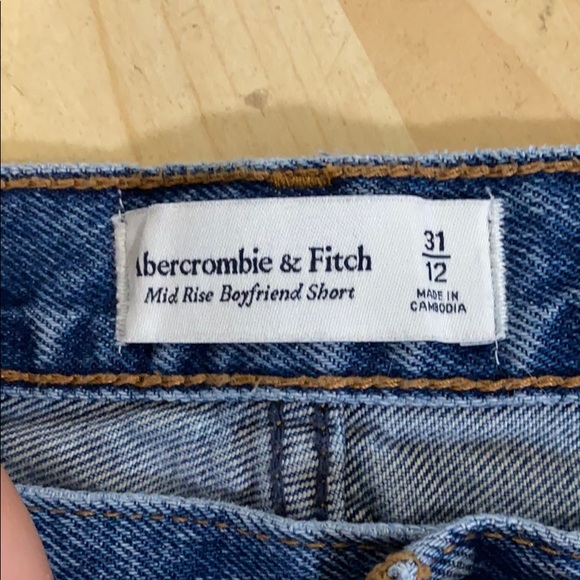 Abercrombie & Fitch
Mid Rise Boyfriend Short
31
12
MADE IN
CAMBODIA